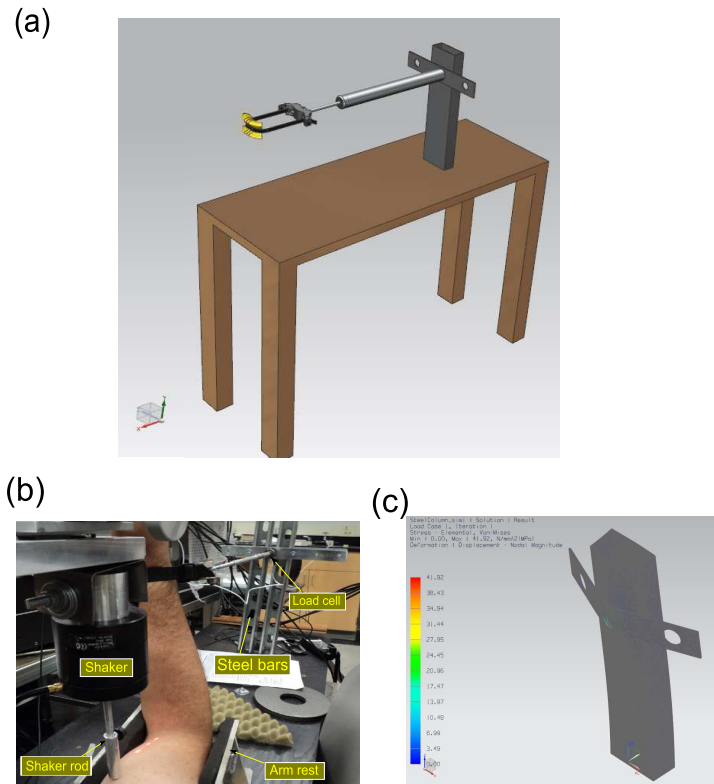 (a)
Y
X
(b)
Load cell
Shaker
Steel bars
Shaker rod
Arm rest
(c)
SteelColumn_sim1 : Solution 1 Result
Load Case 1, Iteration 1
Stress - Elemental, Von-Mises
Min : 0.00, Max : 41.92, N/mm^2(MPa)
Deformation : Displacement - Nodal Magnitude
41.92
38.43
34.94
31.44
27.95
24.45
20.96
17.47
13.97
10.48
6.99
3.49
0.00